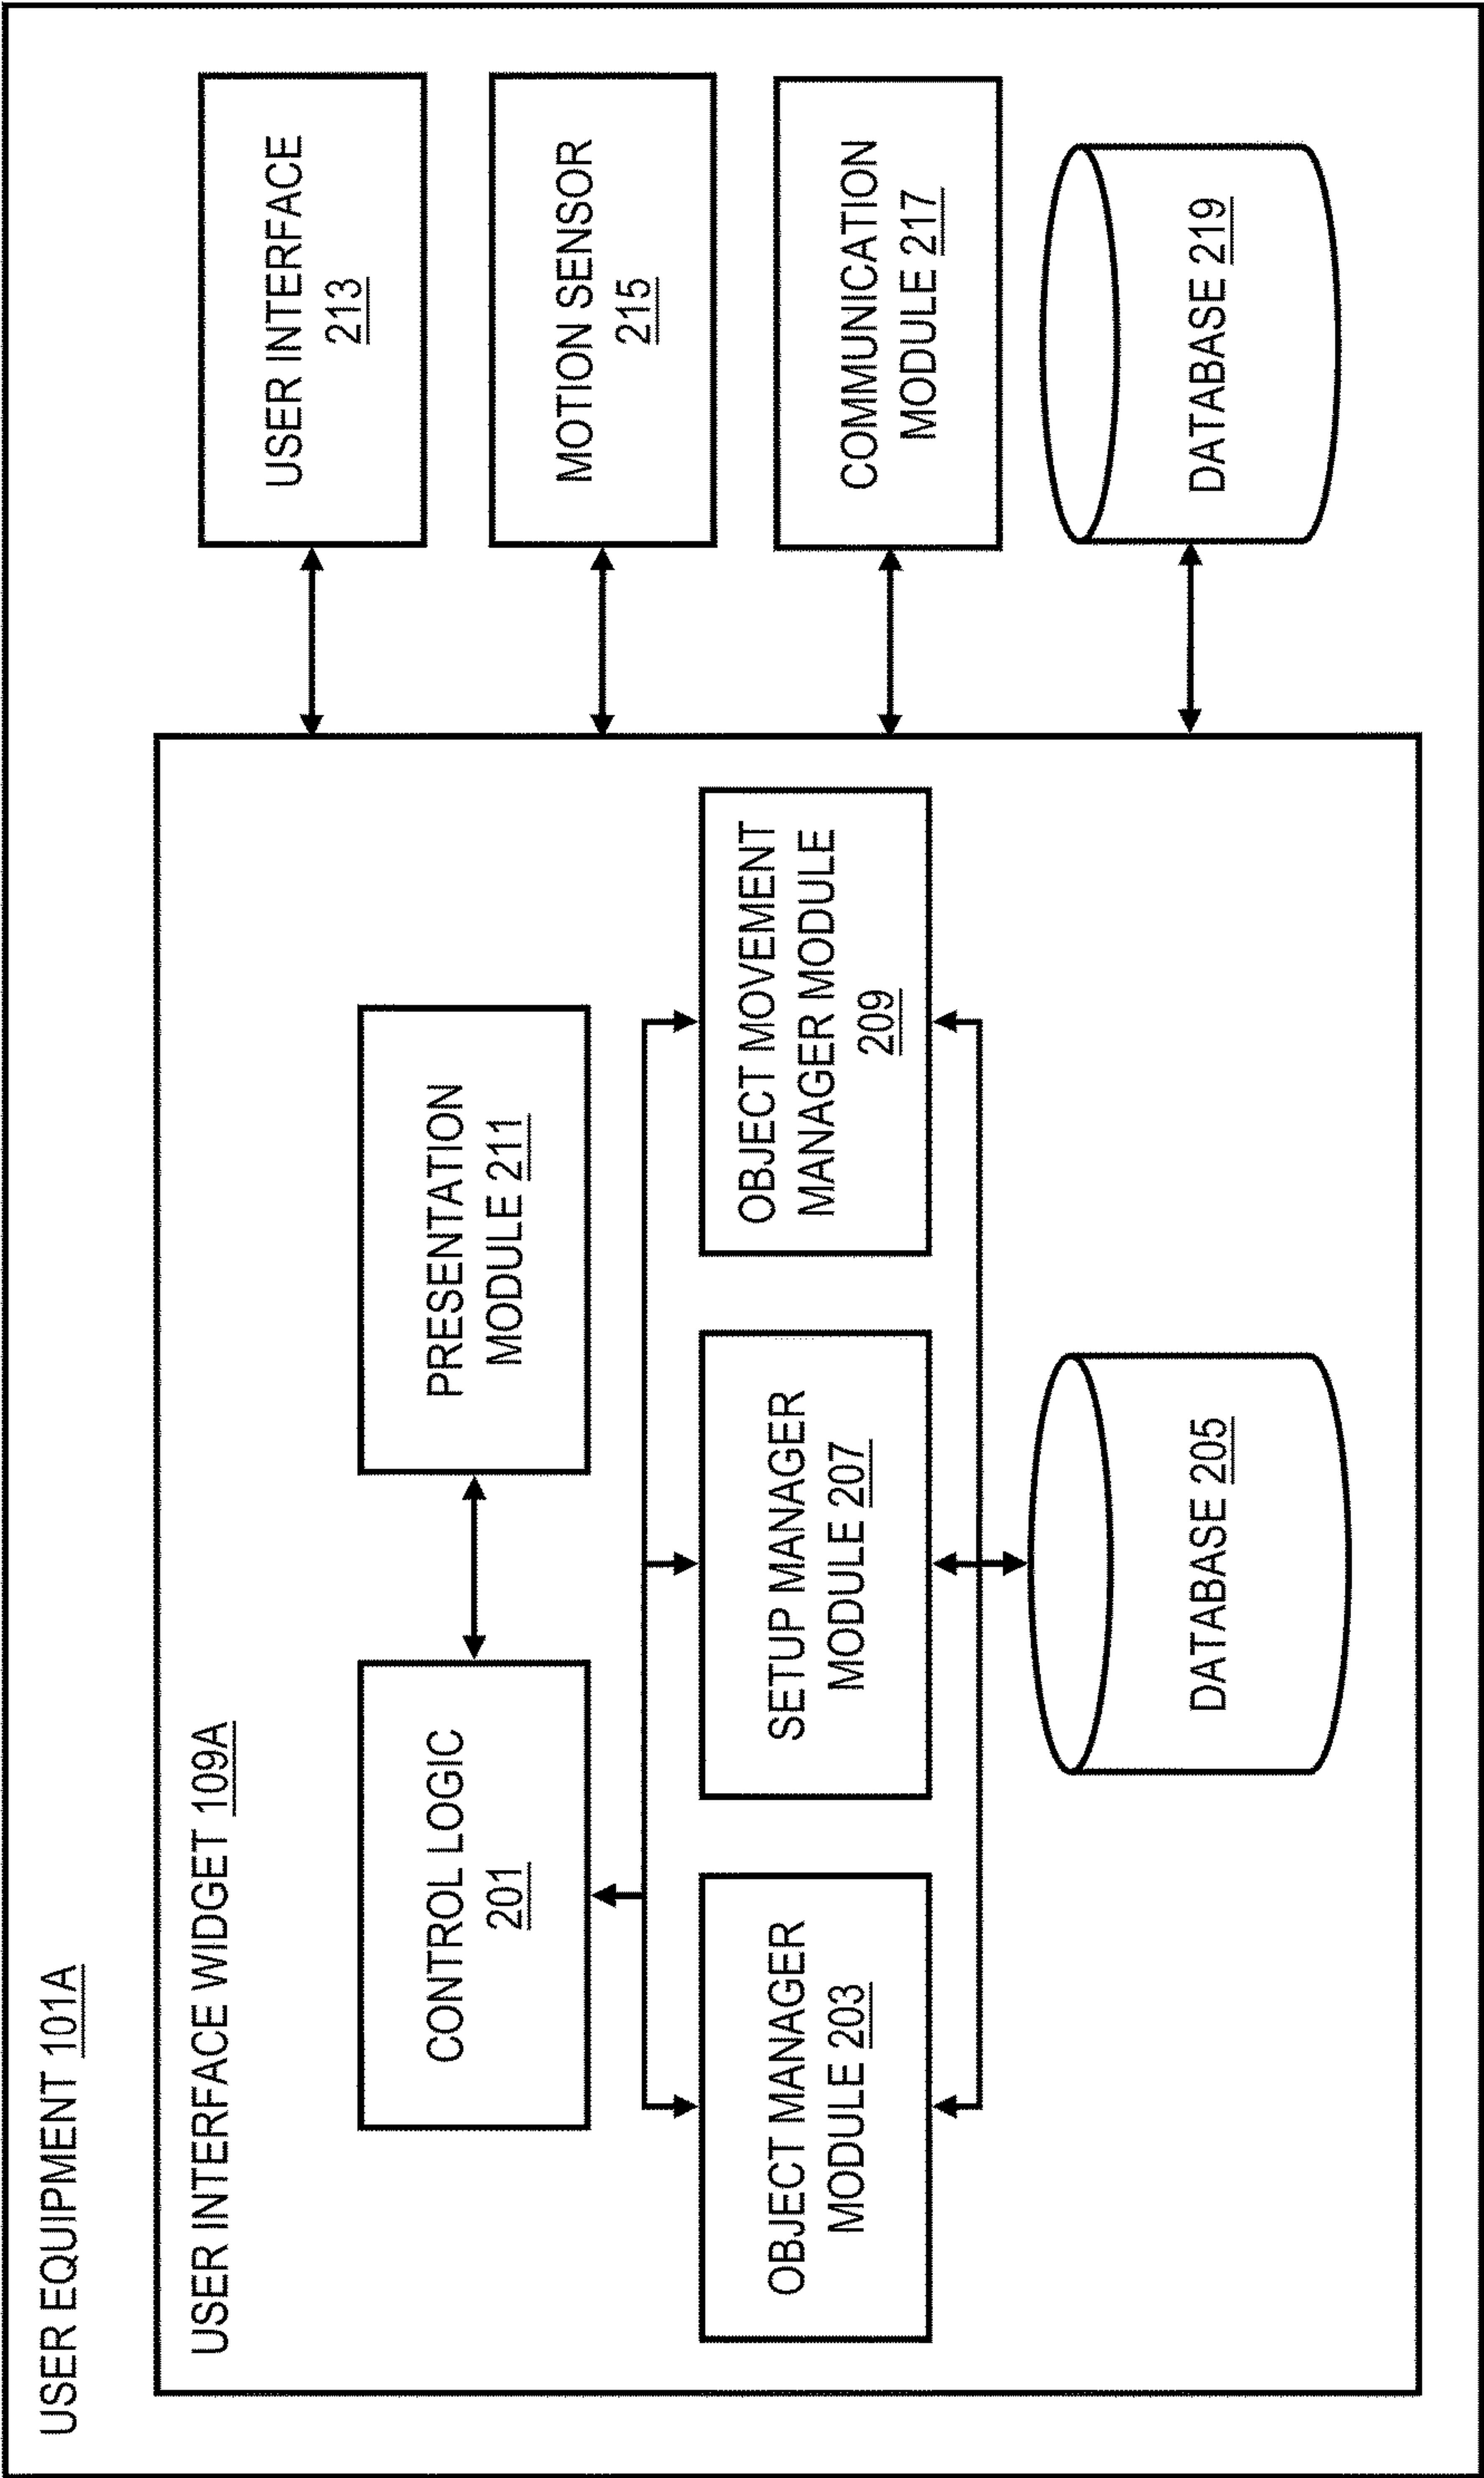 USER EQUIPMENT 101A
USER INTERFACE WIDGET 109A
CONTROL LOGIC
201
PRESENTATION
MODULE 211
OBJECT MANAGER
MODULE 203
SETUP MANAGER
MODULE 207
OBJECT MOVEMENT
MANAGER MODULE
209
DATABASE 205
USER INTERFACE
213
MOTION SENSOR
215
COMMUNICATION
MODULE 217
DATABASE 219